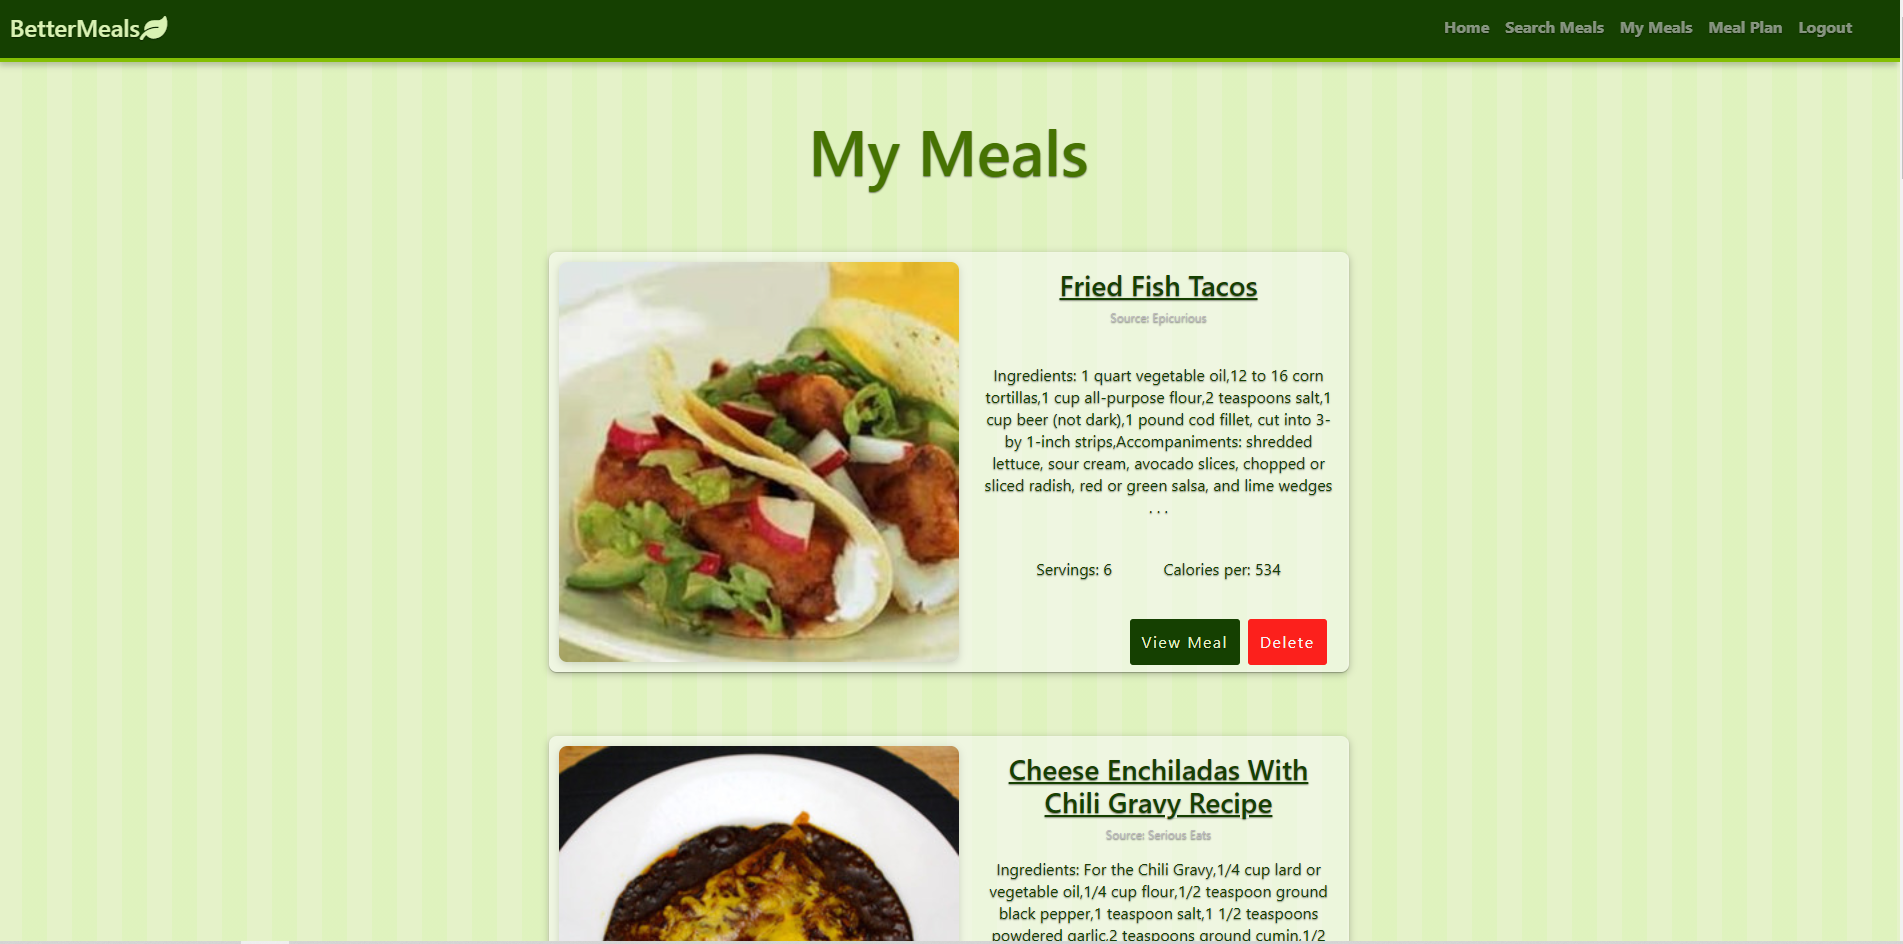 BetterMeals
Home Search Meals My Meals Meal Plan Logout
My Meals
Fried Fish Tacos
Source: Epicurious
Ingredients: 1 quart vegetable oil,12 to 16 corn
tortillas,1 cup all-purpose flour,2 teaspoons salt,1
cup beer (not dark),1 pound cod fillet, cut into 3-
by 1-inch strips,Accompaniments: shredded
lettuce, sour cream, avocado slices, chopped or
sliced radish, red or green salsa, and lime wedges
. . .
Servings: 6 Calories per: 534
View Meal Delete
Cheese Enchiladas With
Chili Gravy Recipe
Source: Serious Eats
Ingredients: For the Chili Gravy,1/4 cup lard or
vegetable oil,1/4 cup flour,1/2 teaspoon ground
black pepper,1 teaspoon salt,1 1/2 teaspoons
powdered garlic,2 teaspoons ground cumin,1/2